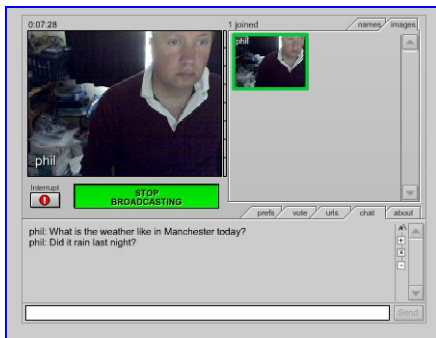 0:07:28
1 joined
names
images
phil
phil
Interrupt
STOP
BROADCASTING
prefs
vote
urls
chat
about
phil: What is the weather like in Manchester today?
phil: Did it rain last night?
Send